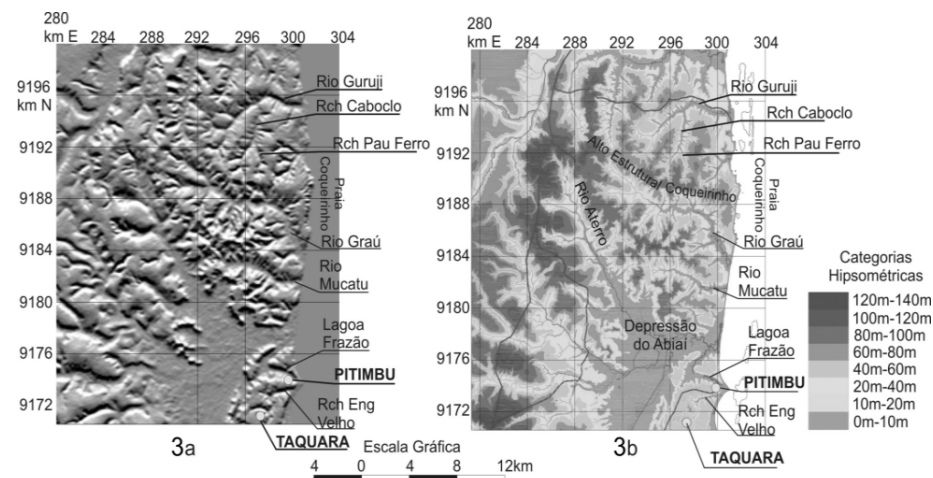 280
km E 284 288 292 296 300 304
9196
km N
9192
9188
9184
9180
9176
9172
Rio Guruji
Rch Caboclo
Rch Pau Ferro
Praia
Coqueirinho
Rio Graú
Rio
Mucatu
Lagoa
Frazão
PITIMBU
Rch Eng
Velho
TAQUARA
3a
280
km E 284 288 292 296 300 304
9196
km N
9192
9188
9184
9180
9176
9172
Rio Guruji
Rch Caboclo
Rch Pau Ferro
Alto Estrutural Coqueirinho
Praia
Coqueirinho
Rio Aterro
Rio Graú
Rio
Mucatu
Depressão
do Abiaí
Lagoa
Frazão
PITIMBU
Rch Eng
Velho
TAQUARA
3b
Categorias
Hipsométricas
120m-140m
100m-120m
80m-100m
60m-80m
40m-60m
20m-40m
10m-20m
0m-10m
Escala Gráfica
4 0 4 8 12km